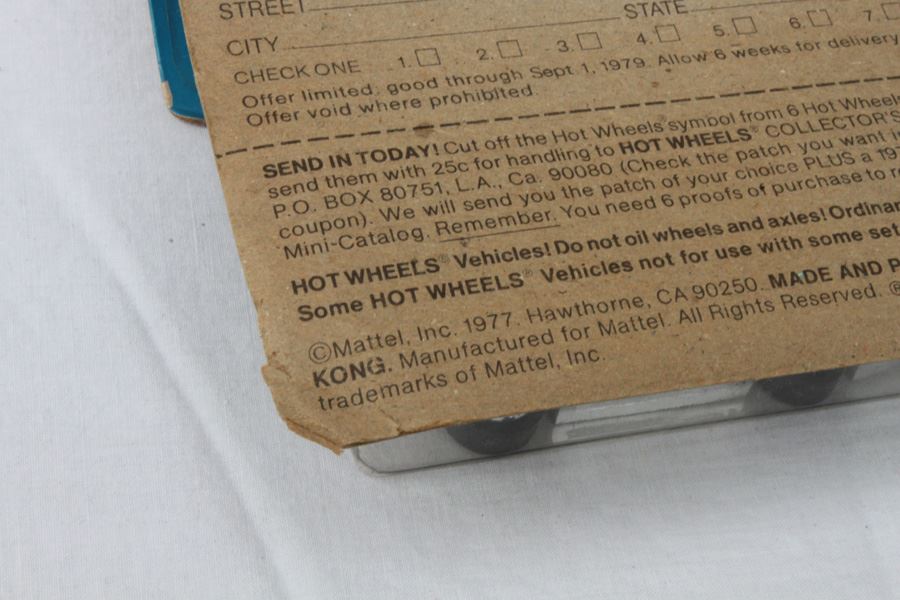 STREET STATE
CITY
CHECK ONE 1. 2. 3. 4. 5. 6. 7.
Offer limited; good through Sept. 1, 1979. Allow 6 weeks for delivery
Offer void where prohibited.
SEND IN TODAY! Cut off the Hot Wheels symbol from 6 Hot Wheels
send them with 25c for handling to HOT WHEELS® COLLECTOR'S
P.O. BOX 80751, L.A., Ca. 90080 (Check the patch you want
coupon). We will send you the patch of your choice PLUS a 197
Mini-Catalog. Remember. You need 6 proofs of purchase to
HOT WHEELS® Vehicles! Do not oil wheels and axles! Ordinar
Some HOT WHEELS® Vehicles not for use with some set
©Mattel, Inc. 1977. Hawthorne, CA 90250. MADE AND P
KONG. Manufactured for Mattel. All Rights Reserved. ®
trademarks of Mattel, Inc.